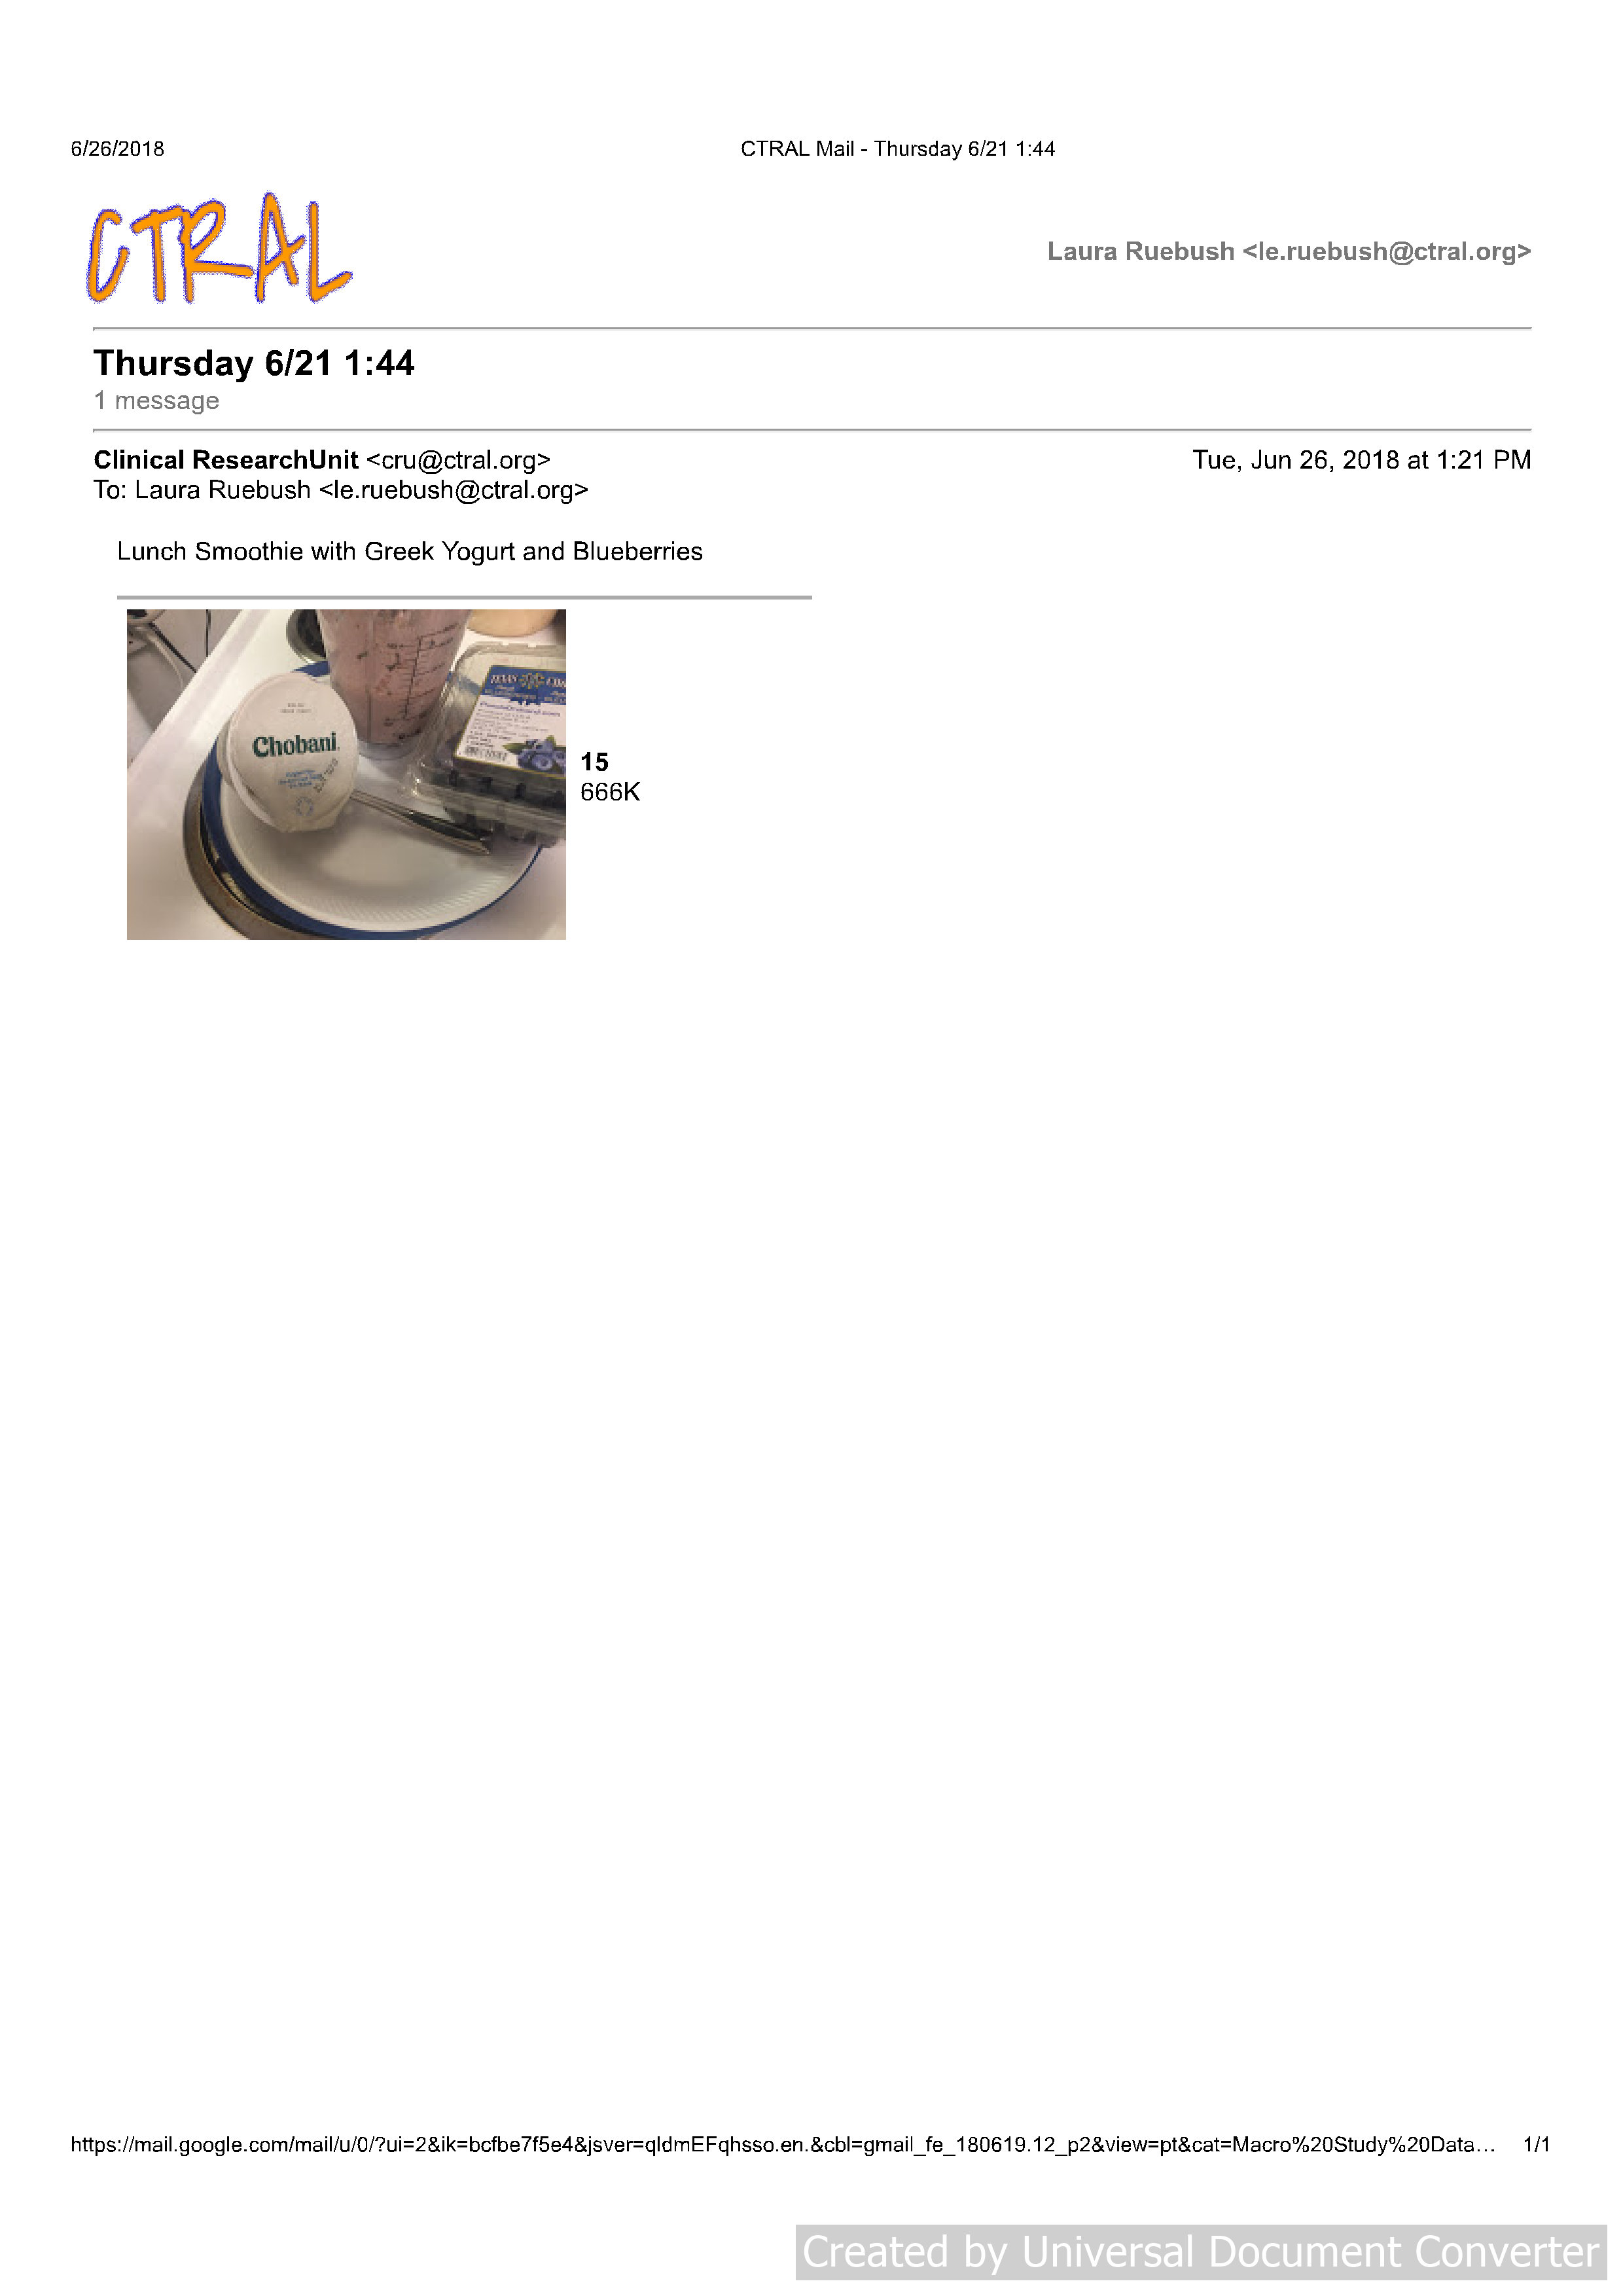 6/26/2018 CTRAL Mail - Thursday 6/21 1:44
CTRAL
Laura Ruebush <le.ruebush@ctral.org>
Thursday 6/21 1:44
1 message
Clinical ResearchUnit <cru@ctral.org> Tue, Jun 26, 2018 at 1:21 PM
To: Laura Ruebush <le.ruebush@ctral.org>
Lunch Smoothie with Greek Yogurt and Blueberries
Chobani
TEXAS
15
666K
https://mail.google.com/mail/u/0/?ui=2&ik=bcfbe7f5e4&jsver=qldmEFqhsso.en.&cbl=gmail_fe_180619.12_p2&view=pt&cat=Macro%20Study%20Data... 1/1
Created by Universal Document Converter